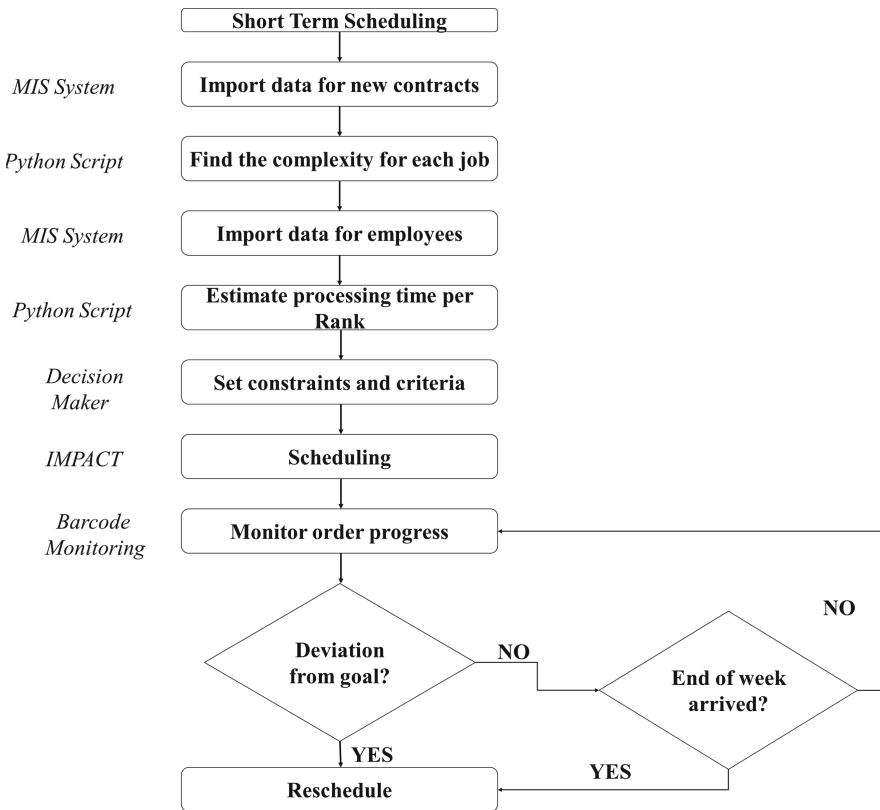 Short Term Scheduling
MIS System
Import data for new contracts
Python Script
Find the complexity for each job
MIS System
Import data for employees
Python Script
Estimate processing time per
Rank
Decision
Maker
Set constraints and criteria
IMPACT
Scheduling
Barcode
Monitoring
Monitor order progress
Deviation
from goal?
NO
End of week
arrived?
NO
YES
YES
Reschedule